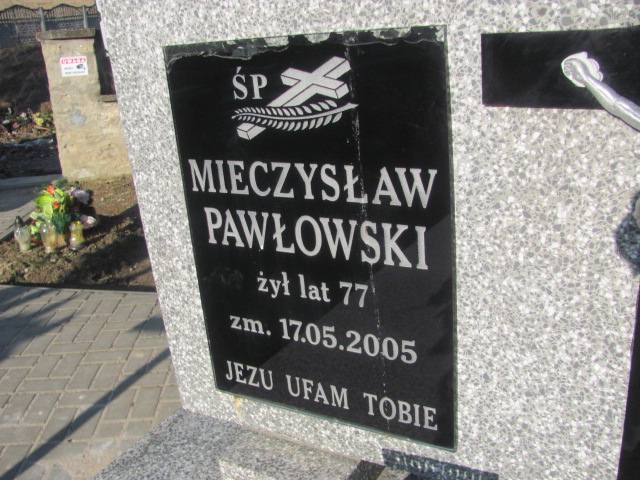 UWAGA
ŚP
MIECZYSŁAW
PAWŁOWSKI
żył lat 77
zm. 17.05.2005
JEZU UFAM TOBIE